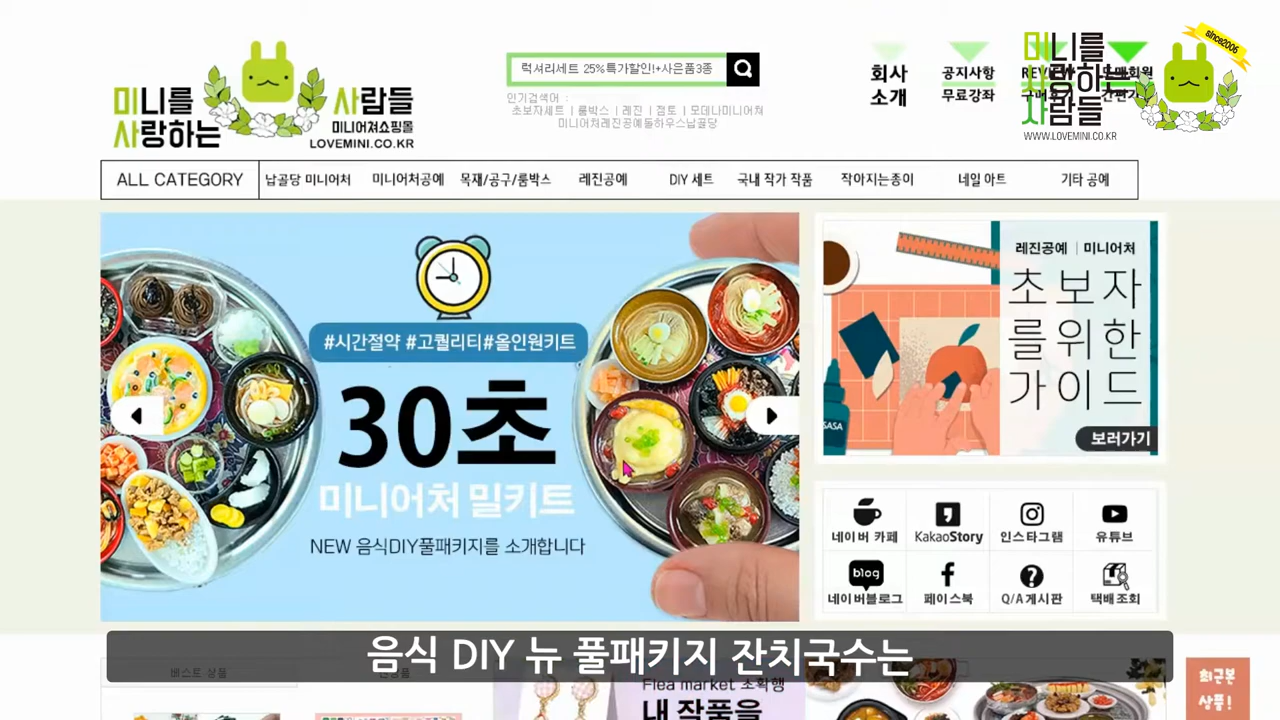 미니를
사랑하는
사람들
미니어져쇼핑몰
LOVEMINI.CO.KR
럭셔리세트 25%특가할인!+사은품3종
인기검색어 :
초보자세트 | 룸박스 | 레진 | 점토 | 모데나미니어쳐
미니어처레진공예돌하우스납골당
회사
소개
공지사항
무료강좌
미니를
사랑하는
사람들
WWW.LOVEMINI.CO.KR
since2006
ALL CATEGORY
납골당 미니어처
미니어처공예
목재/공구/룸박스
레진공예
DIY 세트
국내 작가 작품
작아지는종이
네일 아트
기타 공예
#시간절약 #고퀄리티#올인원키트
30초
미니어처 밀키트
NEW 음식DIY풀패키지를 소개합니다
레진공예 | 미니어처
초보자
를위한
가이드
보러가기
SASA
네이버 카페
KakaoStory
인스타그램
유튜브
blog
네이버블로그
페이스북
Q/A 게시판
택배조회
음식 DIY 뉴 풀패키지 잔치국수는
베스트 상품
Flea market 소확행
내 작품을
최근본
상품!